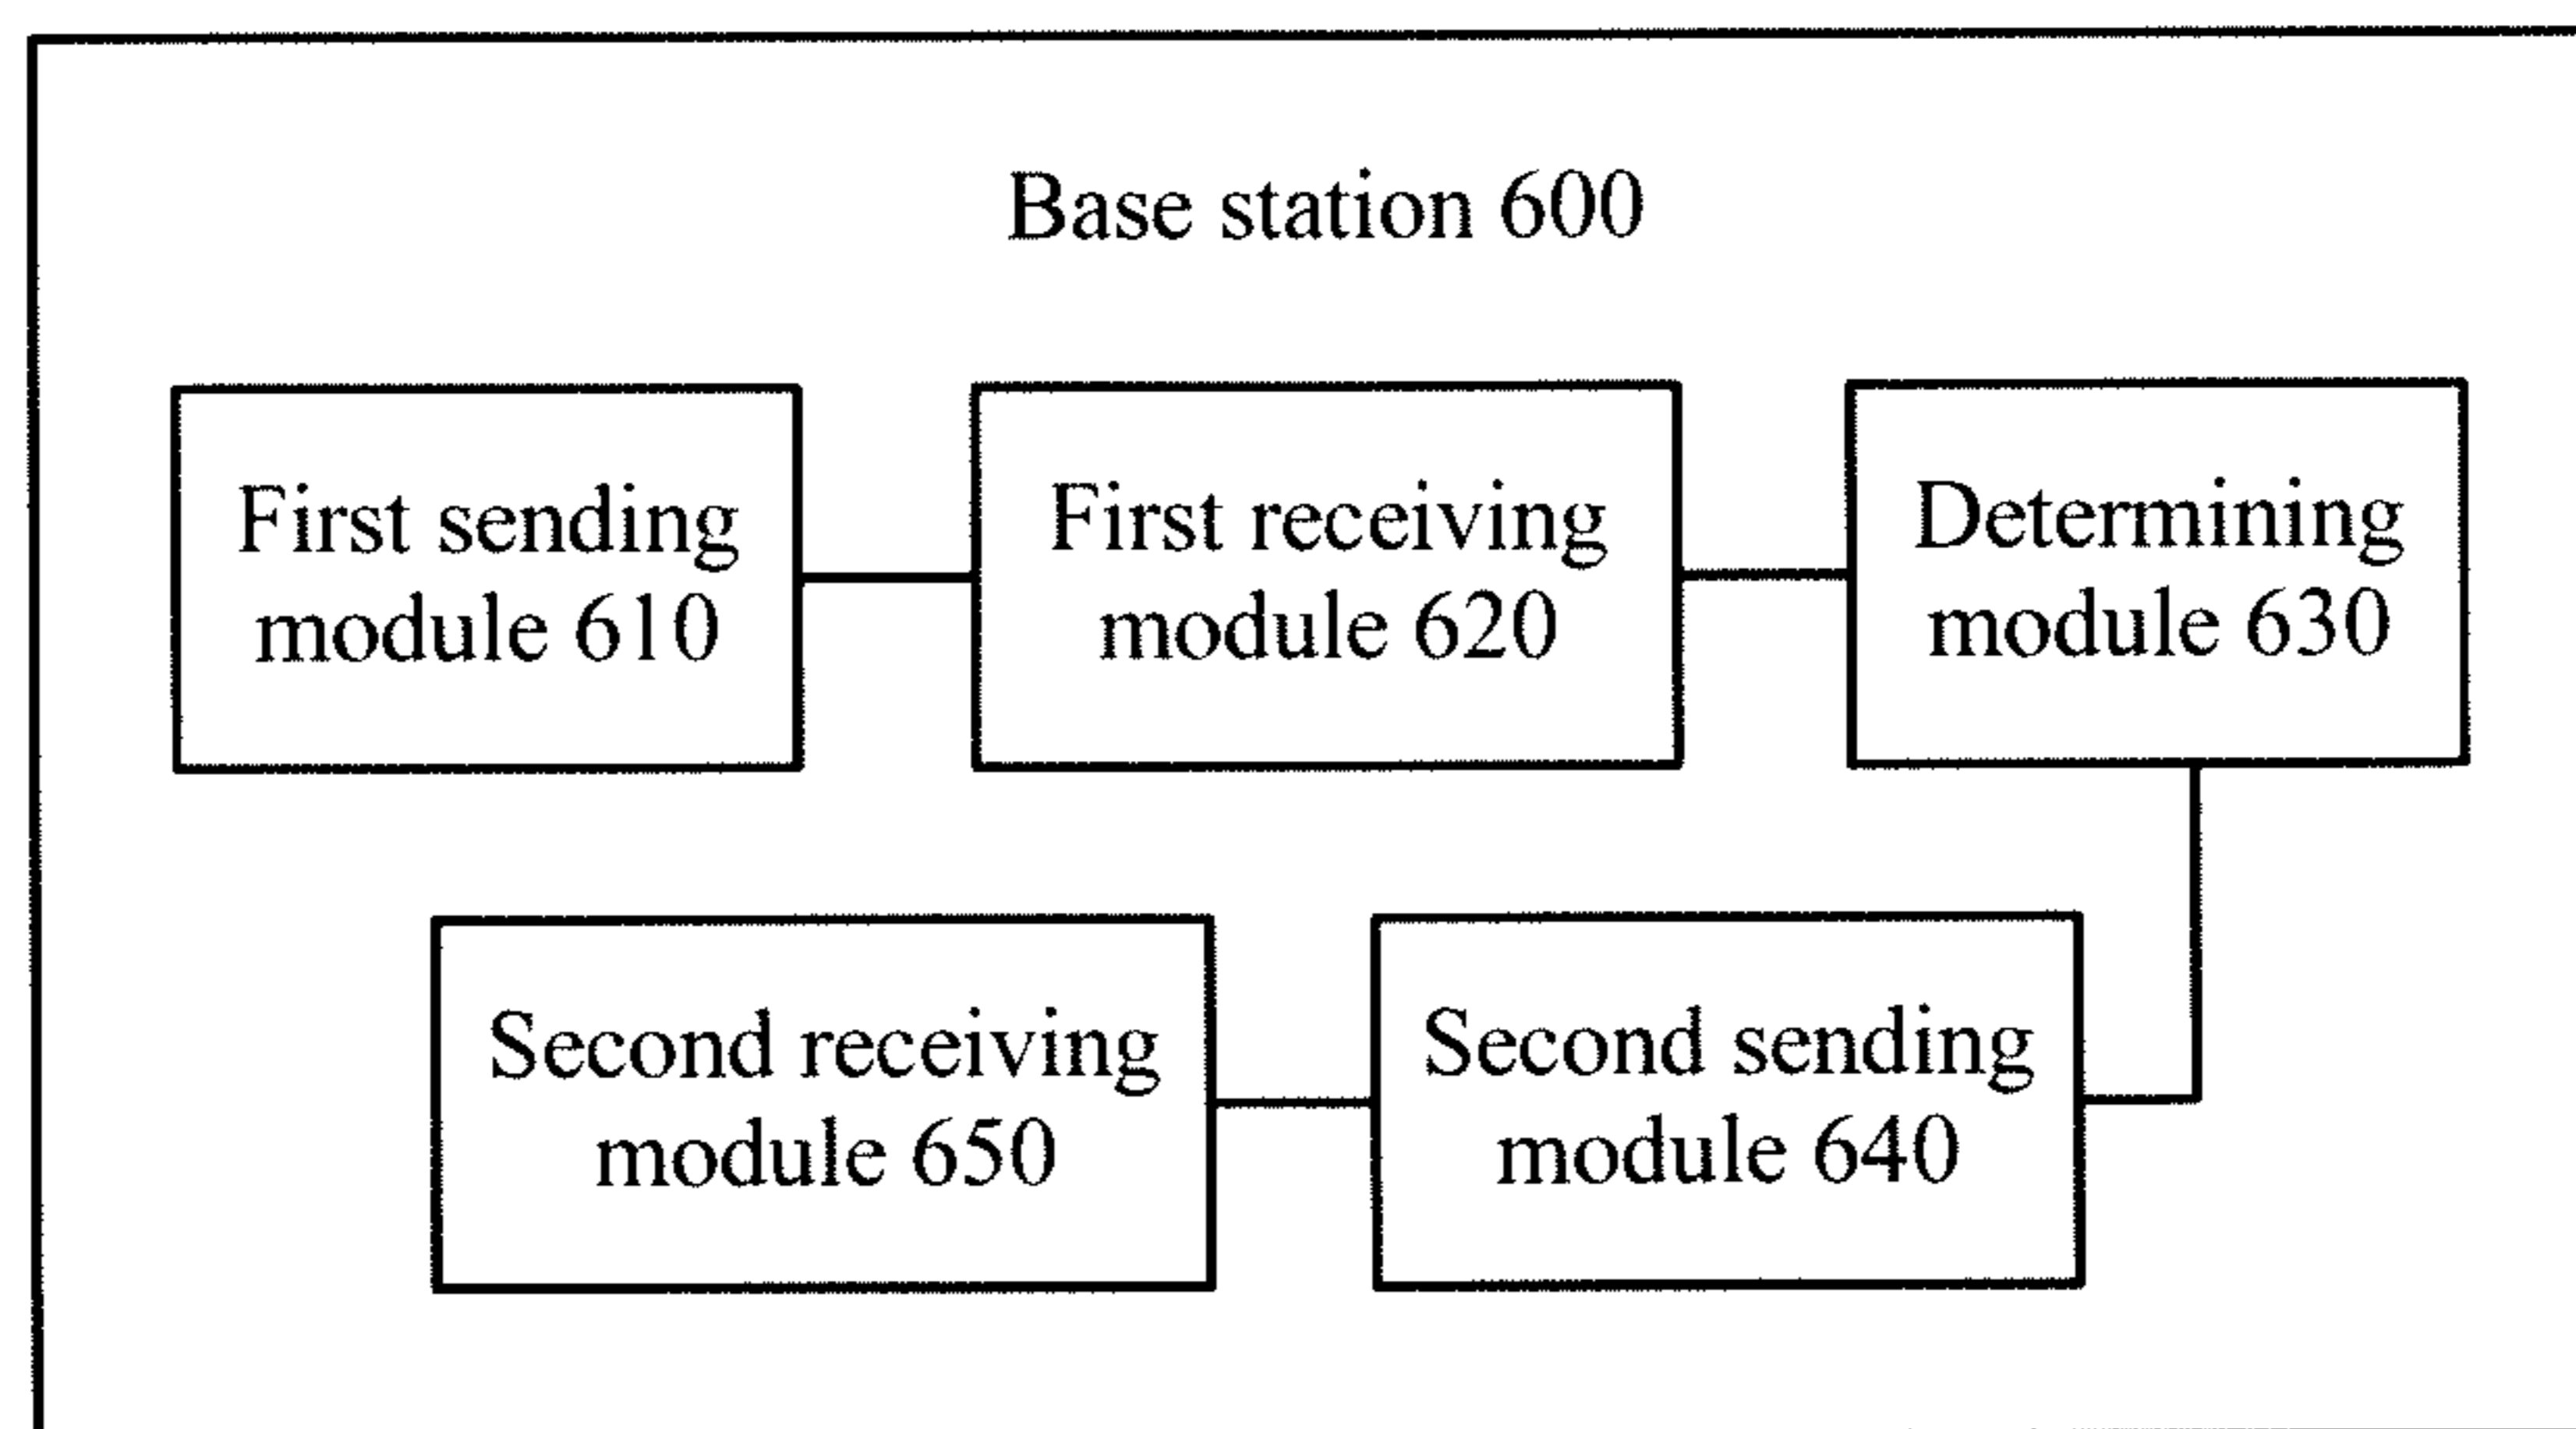 Base station 600
First sending
module 610
First receiving
module 620
Determining
module 630
Second receiving
module 650
Second sending
module 640